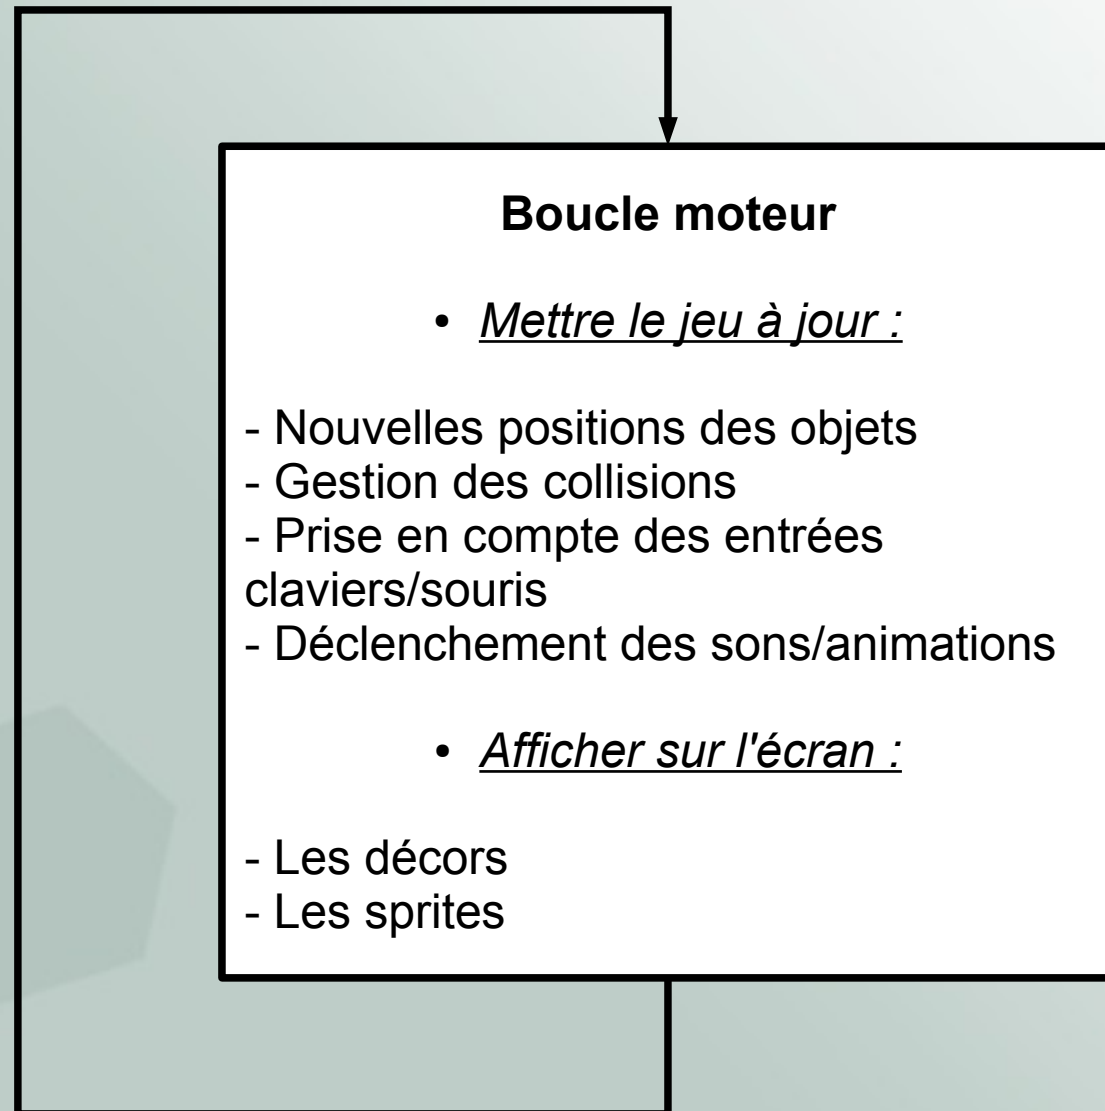 Boucle moteur
• Mettre le jeu à jour :
- Nouvelles positions des objets
- Gestion des collisions
- Prise en compte des entrées
claviers/souris
- Déclenchement des sons/animations
• Afficher sur l'écran :
- Les décors
- Les sprites